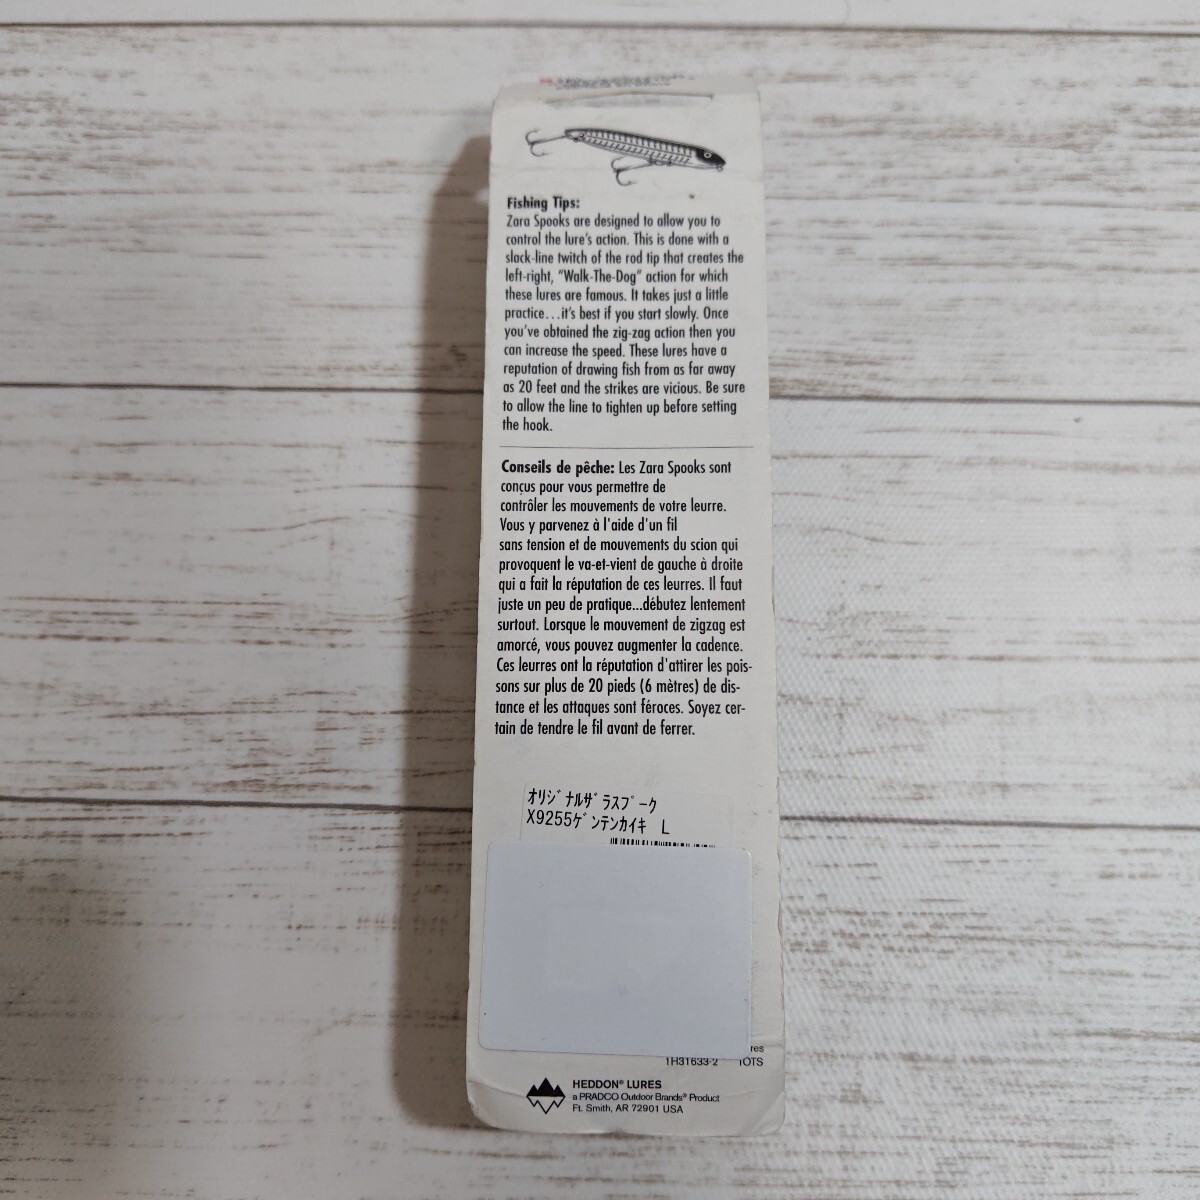 Fishing Tips:
Zara Spooks are designed to allow you to
control the lure's action. This is done with a
slack-line twitch of the rod tip that creates the
left-right, "Walk-The-Dog" action for which
these lures are famous. It takes just a little
practice...it's best if you start slowly. Once
you've obtained the zig-zag action then you
can increase the speed. These lures have a
reputation of drawing fish from as far away
as 20 feet and the strikes are vicious. Be sure
to allow the line to tighten up before setting
the hook.
Conseils de pêche: Les Zara Spooks sont
conçus pour vous permettre de
contrôler les mouvements de votre leurre.
Vous y parvenez à l'aide d'un fil
sans tension et de mouvements du scion qui
provoquent le va-et-vient de gauche à droite
qui a fait la réputation de ces leurres. Il faut
juste un peu de pratique...débutez lentement
surtout. Lorsque le mouvement de zigzag est
amorcé, vous pouvez augmenter la cadence.
Ces leurres ont la réputation d'attirer les pois-
sons sur plus de 20 pieds (6 mètres) de dis-
tance et les attaques sont féroces. Soyez cer-
tain de tendre le fil avant de ferrer.
ｵﾘｼﾞﾅﾙｻﾞﾗｽﾌﾟｰｸ
X9255ｹﾞﾝﾃﾝｶｲｷ L
1H31633-2 IOTS
HEDDON® LURES
a PRADCO Outdoor Brands® Product
Ft. Smith, AR 72901 USA